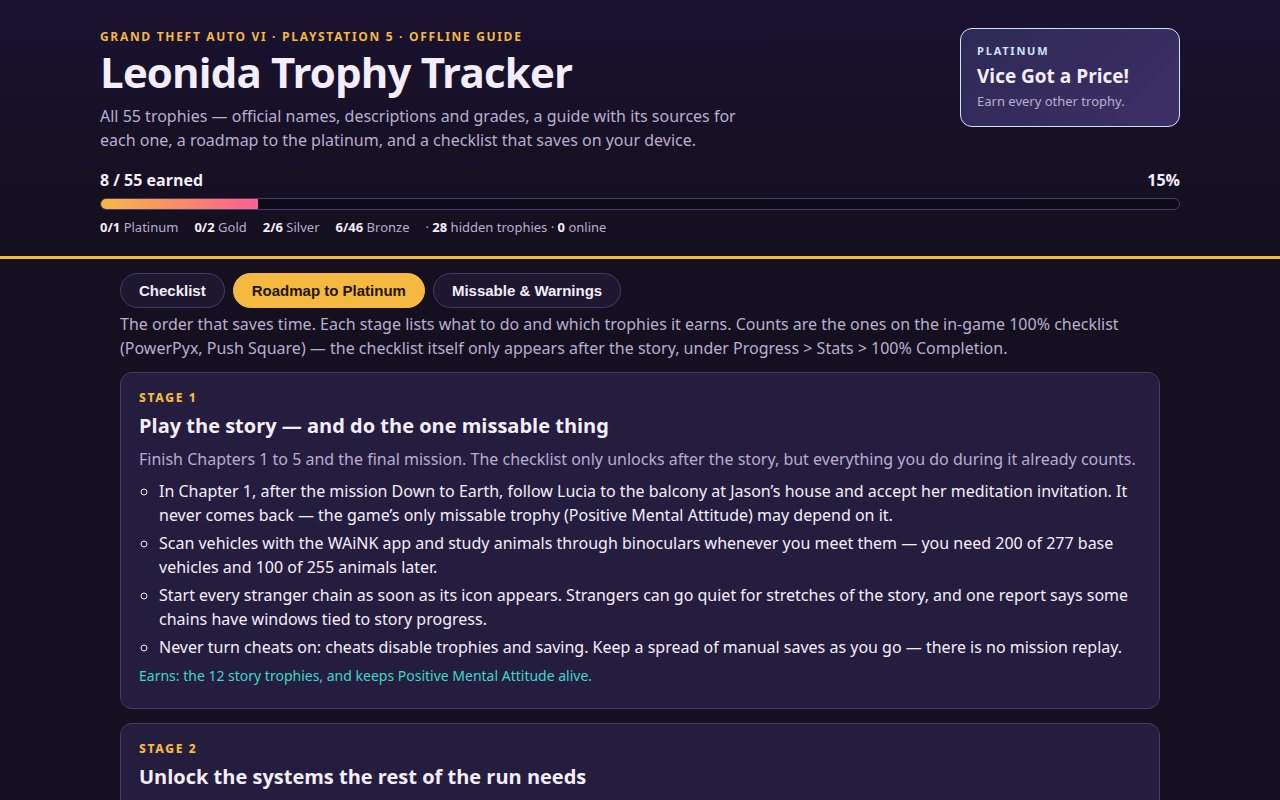 GRAND THEFT AUTO VI · PLAYSTATION 5 · OFFLINE GUIDE
Leonida Trophy Tracker
All 55 trophies — official names, descriptions and grades, a guide with its sources for
each one, a roadmap to the platinum, and a checklist that saves on your device.
PLATINUM
Vice Got a Price!
Earn every other trophy.
8 / 55 earned
15%
0/1 Platinum 0/2 Gold 2/6 Silver 6/46 Bronze · 28 hidden trophies · 0 online
Checklist
Roadmap to Platinum
Missable & Warnings
The order that saves time. Each stage lists what to do and which trophies it earns. Counts are the ones on the in-game 100% checklist
(PowerPyx, Push Square) — the checklist itself only appears after the story, under Progress > Stats > 100% Completion.
STAGE 1
Play the story — and do the one missable thing
Finish Chapters 1 to 5 and the final mission. The checklist only unlocks after the story, but everything you do during it already counts.
In Chapter 1, after the mission Down to Earth, follow Lucia to the balcony at Jason’s house and accept her meditation invitation. It
never comes back — the game’s only missable trophy (Positive Mental Attitude) may depend on it.
Scan vehicles with the WAiNK app and study animals through binoculars whenever you meet them — you need 200 of 277 base
vehicles and 100 of 255 animals later.
Start every stranger chain as soon as its icon appears. Strangers can go quiet for stretches of the story, and one report says some
chains have windows tied to story progress.
Never turn cheats on: cheats disable trophies and saving. Keep a spread of manual saves as you go — there is no mission replay.
Earns: the 12 story trophies, and keeps Positive Mental Attitude alive.
STAGE 2
Unlock the systems the rest of the run needs